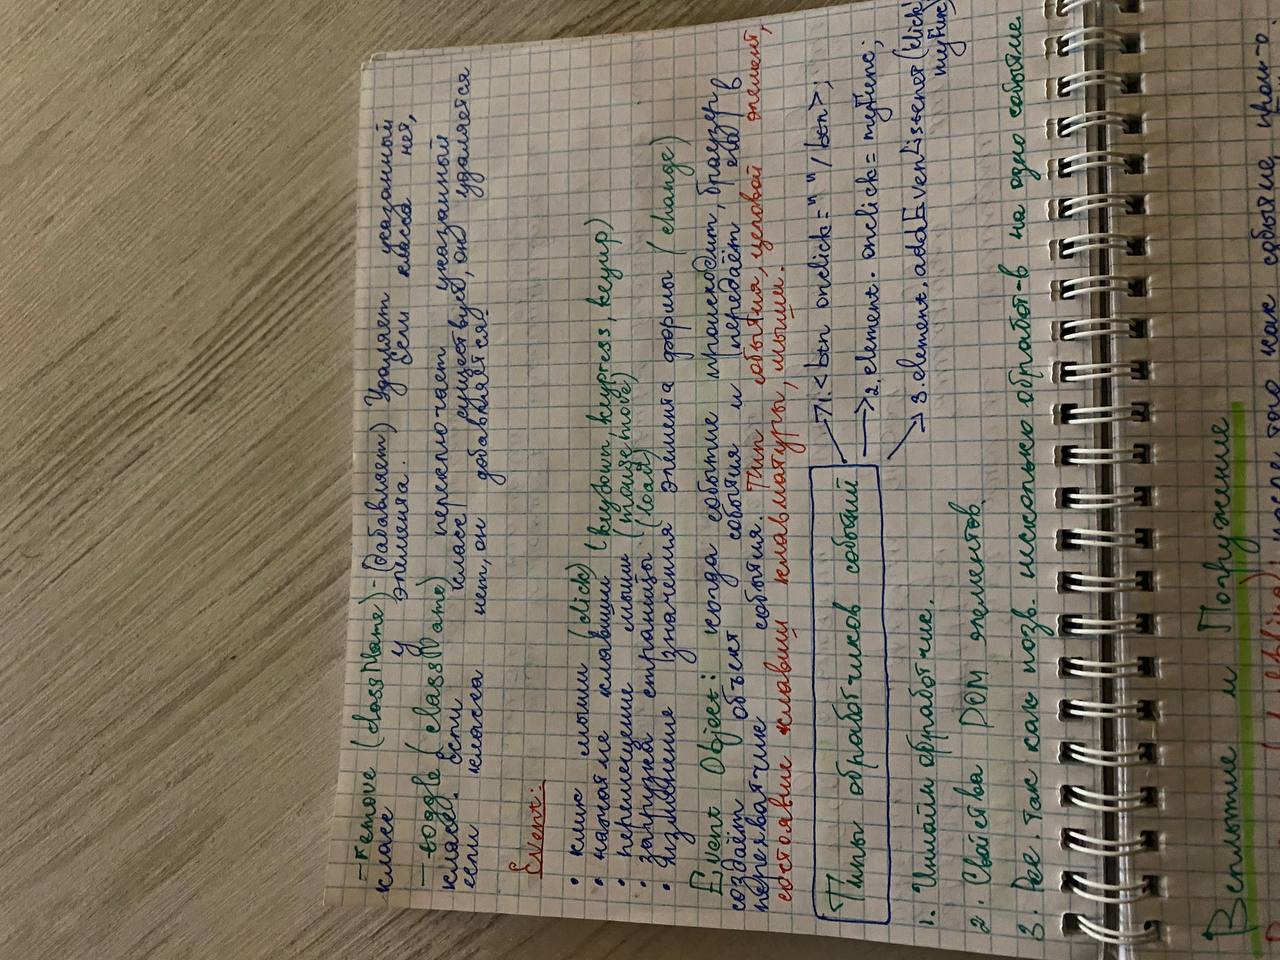 – remove (className) - (дабавляет) Удаляет указанный
класс у элемента. Если класса нет,
– toggle (className) переключает указанный
класс. Если класс существует, он удаляется
если класса нет, он добавляется.
Event:
• клик мыши (click)
• нажатие клавиши (keydown, keypress, keyup)
• перемещение мыши (mousemove)
• загрузка страницы (load)
• изменение значения элемента формы (change)
Event Object: когда событие происходит, браузер
создаёт объект события и передаёт его в
перехватчик события. Тип события, целовой элемент,
состояние клавиш клавиатуры, мыши.
Типы обработчиков событий
1. <btn onclick=" "/ btn>;
2. element. onclick = myFunc;
3. element. addEvenListener (click'
myFunc)
1. Инлайн обработчик.
2. Свойства DOM элементов.
3. Рек. так как позв. несколько обработ-в на одно событие
Всплытие и Погружение
после того как событие прои-о.